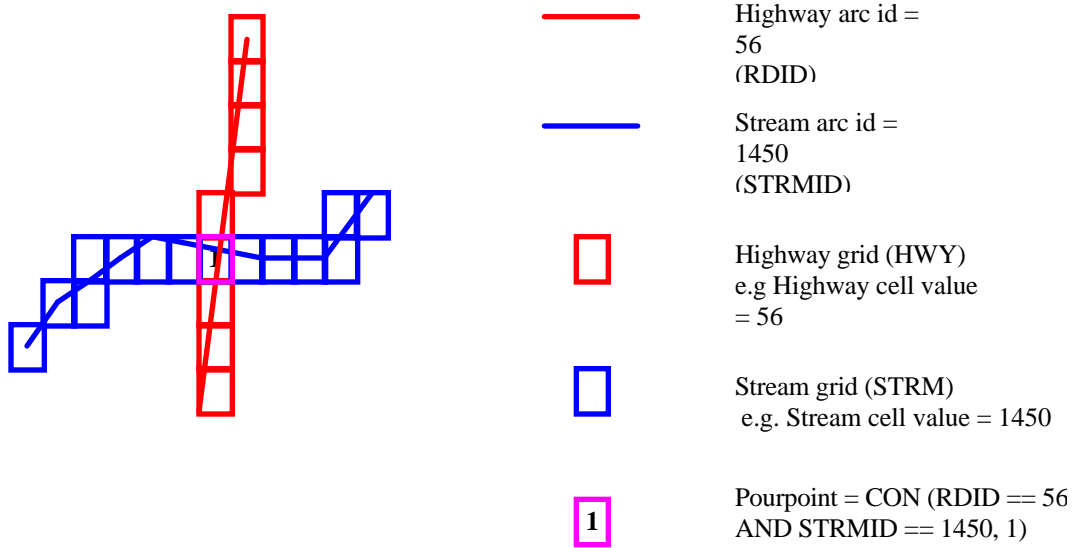 Highway arc id =
56
(RDID)
Stream arc id =
1450
(STRMID)
1
Highway grid (HWY)
e.g Highway cell value
= 56
Stream grid (STRM)
e.g. Stream cell value = 1450
1
Pourpoint = CON (RDID == 56
AND STRMID == 1450, 1)